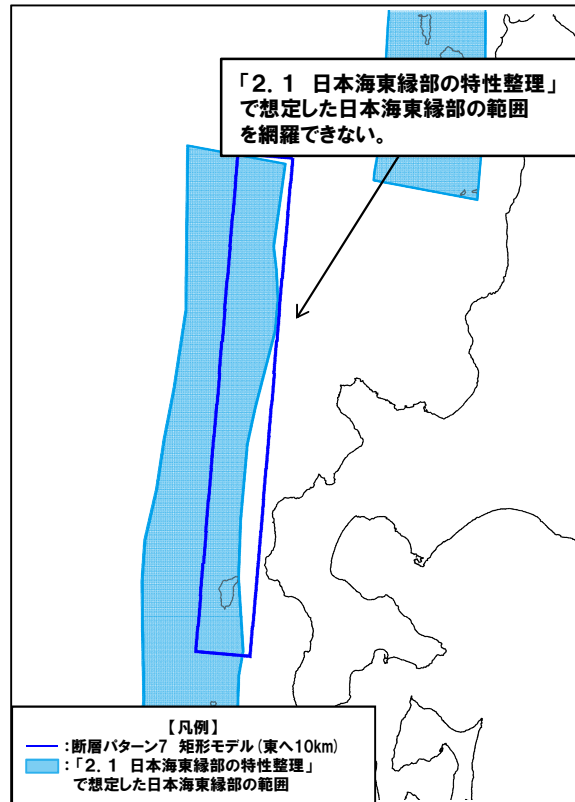 「2.1 日本海東縁部の特性整理」
で想定した日本海東縁部の範囲
を網羅できない。
【凡例】
:断層パターン7 矩形モデル(東へ10km)
:「2.1 日本海東縁部の特性整理」
で想定した日本海東縁部の範囲